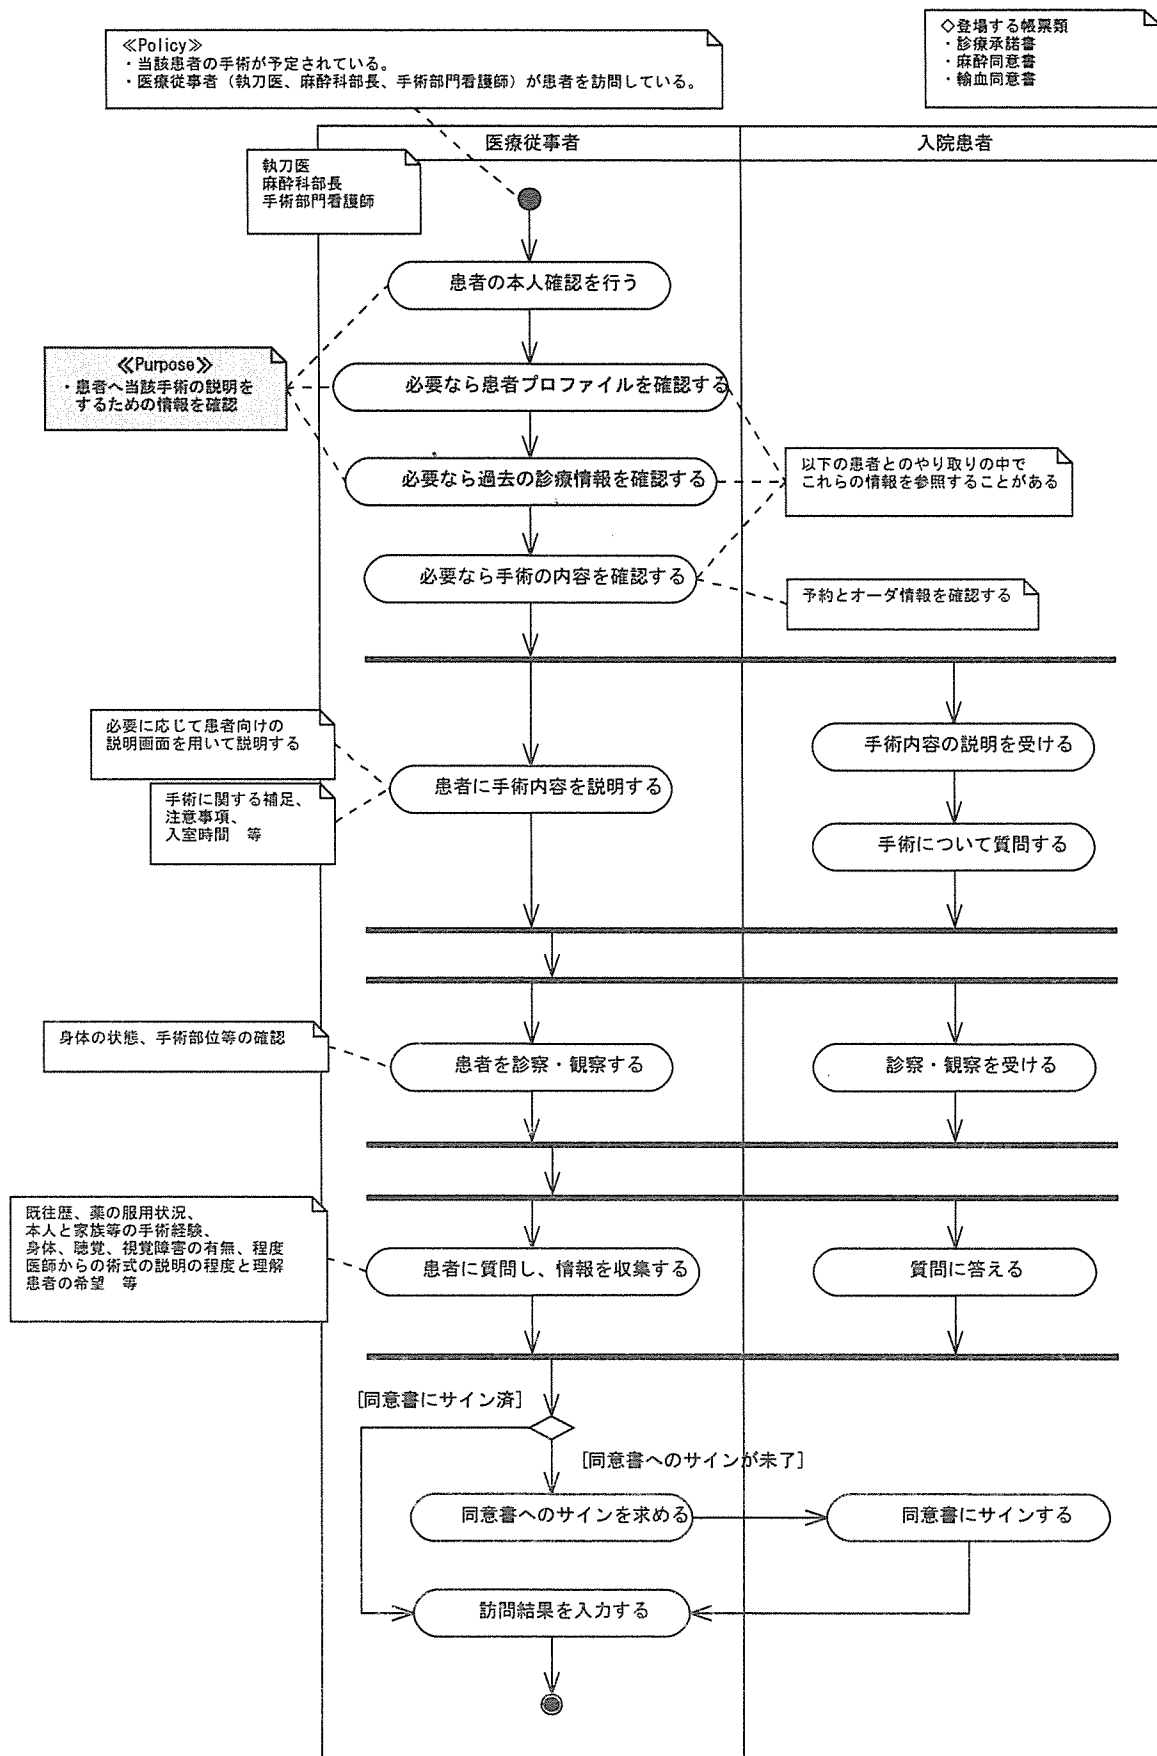 ≪Policy≫
・当該患者の手術が予定されている。
・医療従事者（執刀医、麻酔科部長、手術部門看護師）が患者を訪問している。
◇登場する帳票類
・診療承諾書
・麻酔同意書
・輸血同意書
医療従事者
入院患者
執刀医
麻酔科部長
手術部門看護師
患者の本人確認を行う
≪Purpose≫
・患者へ当該手術の説明を
するための情報を確認
必要なら患者プロファイルを確認する
必要なら過去の診療情報を確認する
以下の患者とのやり取りの中で
これらの情報を参照することがある
必要なら手術の内容を確認する
予約とオーダ情報を確認する
必要に応じて患者向けの
説明画面を用いて説明する
手術内容の説明を受ける
患者に手術内容を説明する
手術に関する補足、
注意事項、
入室時間　等
手術について質問する
身体の状態、手術部位等の確認
患者を診察・観察する
診察・観察を受ける
既往歴、薬の服用状況、
本人と家族等の手術経験、
身体、聴覚、視覚障害の有無、程度
医師からの術式の説明の程度と理解
患者の希望　等
患者に質問し、情報を収集する
質問に答える
[同意書にサイン済]
[同意書へのサインが未了]
同意書へのサインを求める
同意書にサインする
訪問結果を入力する